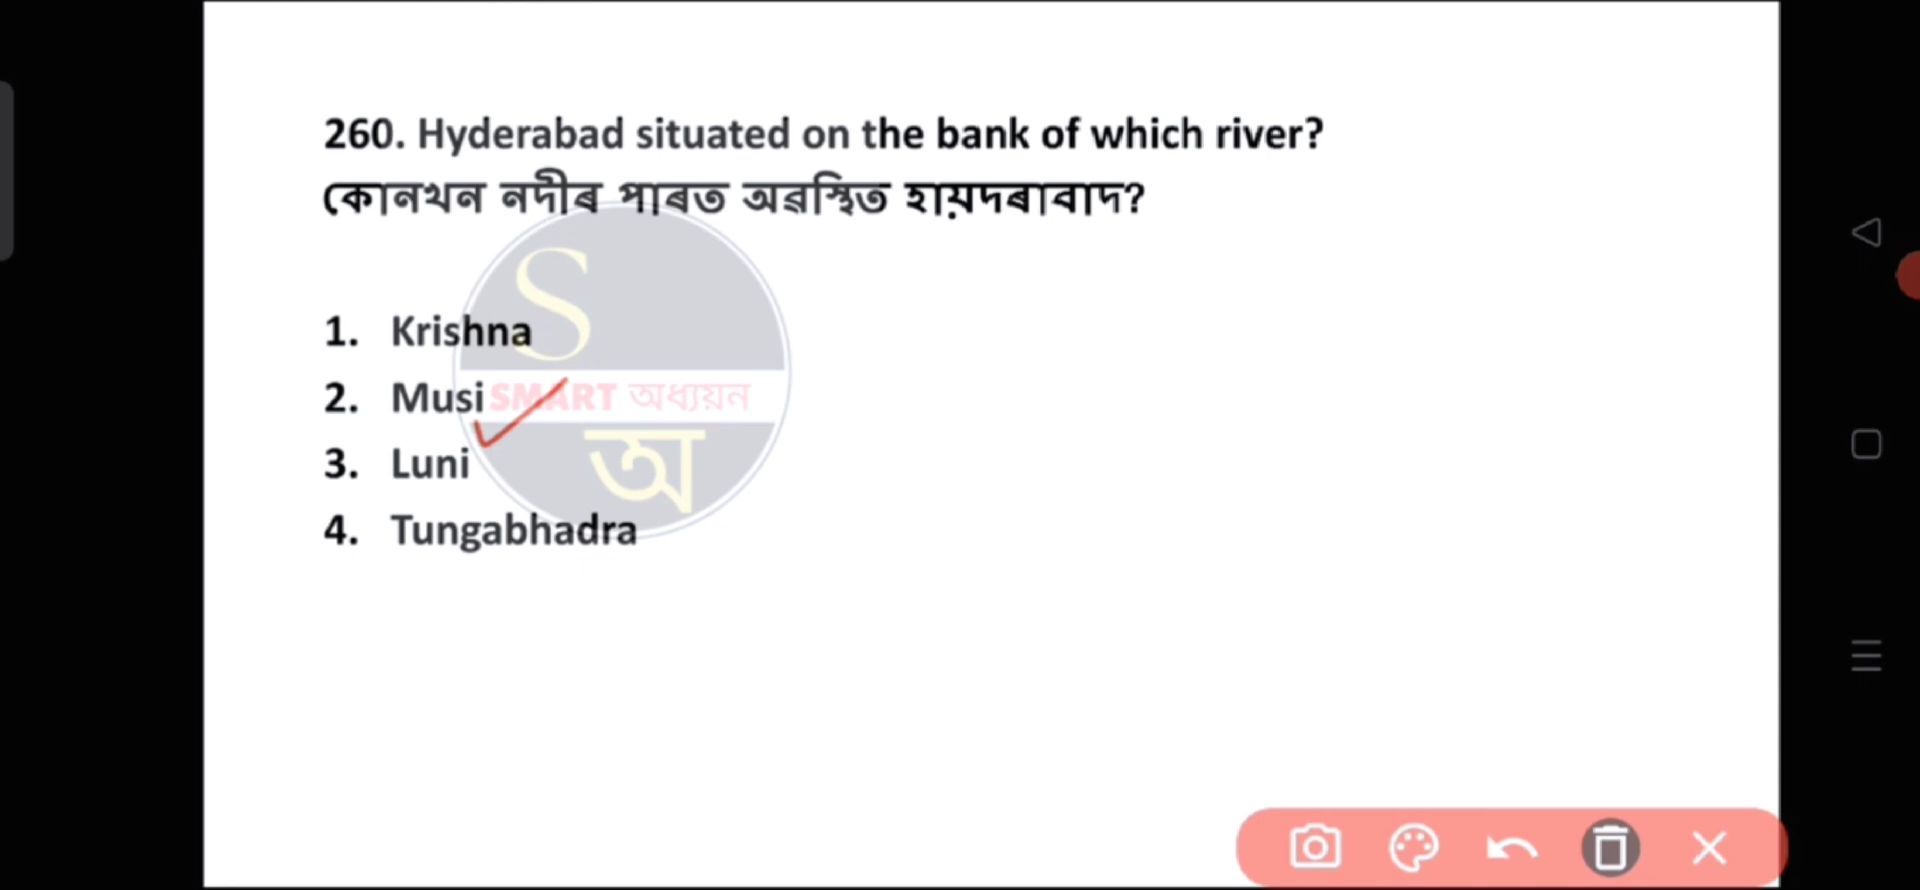 260. Hyderabad situated on the bank of which river?
কোনখন নদীৰ পাৰত অৱস্থিত হায়দৰাবাদ?
S
1. Krishna
2. Musi
SMART অধ্যয়ন
3. Luni
অ
4. Tungabhadra